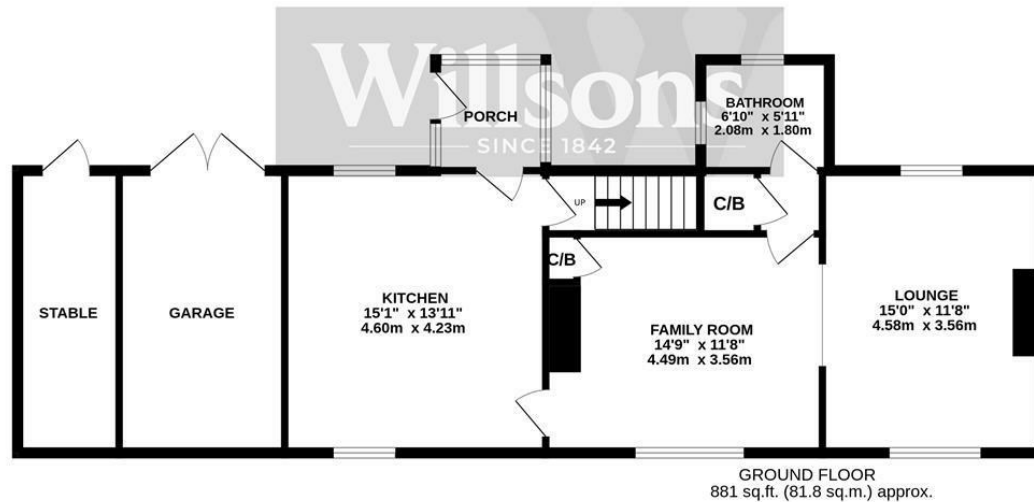 Willsons
SINCE 1842
PORCH
BATHROOM
6'10" x 5'11"
2.08m x 1.80m
UP
C/B
C/B
STABLE
GARAGE
KITCHEN
15'1" x 13'11"
4.60m x 4.23m
FAMILY ROOM
14'9" x 11'8"
4.49m x 3.56m
LOUNGE
15'0" x 11'8"
4.58m x 3.56m
GROUND FLOOR
881 sq.ft. (81.8 sq.m.) approx.